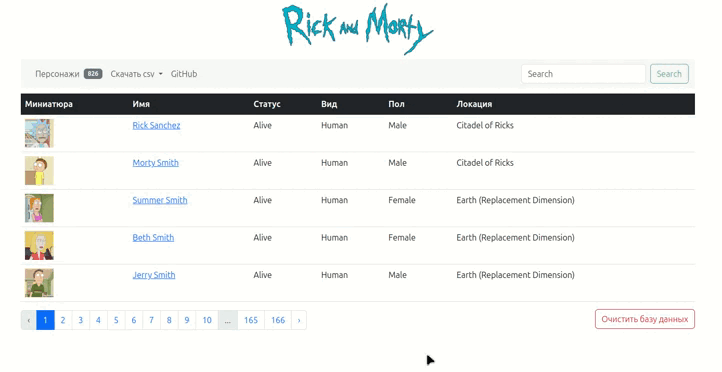 Rick and Morty
Персонажи 826 Скачать csv GitHub Search Search
Миниатюра Имя Статус Вид Пол Локация
Rick Sanchez Alive Human Male Citadel of Ricks
Morty Smith Alive Human Male Citadel of Ricks
Summer Smith Alive Human Female Earth (Replacement Dimension)
Beth Smith Alive Human Female Earth (Replacement Dimension)
Jerry Smith Alive Human Male Earth (Replacement Dimension)
‹ 1 2 3 4 5 6 7 8 9 10 ... 165 166 › Очистить базу данных